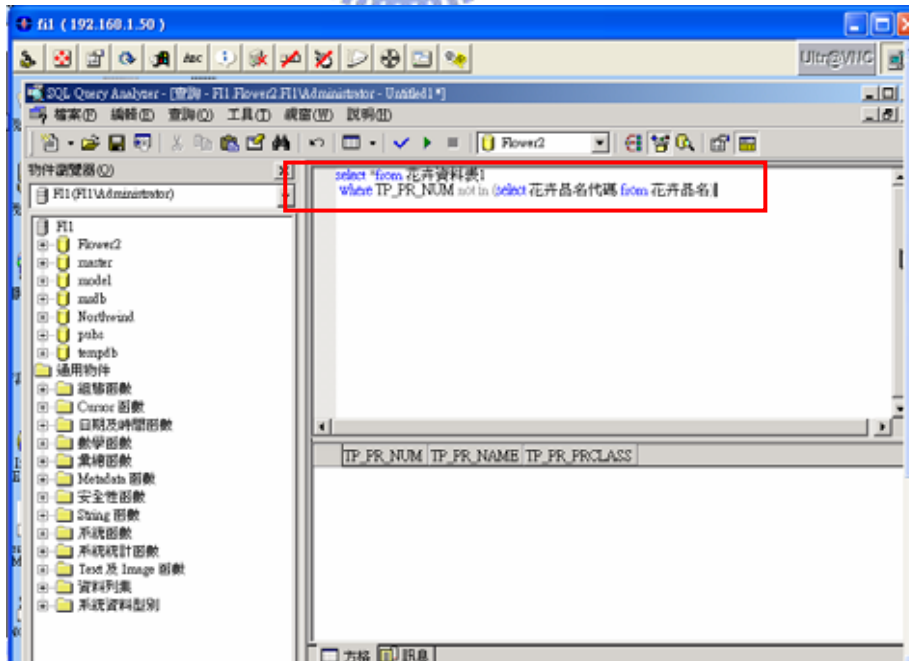 fi1 ( 192.168.1.50 )
Ultr@VNC
SQL Query Analyzer - [查詢 - FI1.Flower2.FI1\Administrator - Untitled1*]
檔案(F) 編輯(E) 查詢(Q) 工具(T) 視窗(W) 說明(H)
Flower2
物件瀏覽器(O)
FI1(FI1\Administrator)
select *from 花卉資料表1
where TP_PR_NUM not in (select 花卉品名代碼 from 花卉品名)
FI1
Flower2
master
model
msdb
Northwind
pubs
tempdb
通用物件
組態函數
Cursor 函數
日期及時間函數
數學函數
彙總函數
Metadata 函數
安全性函數
String 函數
系統函數
系統統計函數
Text 及 Image 函數
資料列集
系統資料型別
TP_PR_NUM TP_PR_NAME TP_PR_PRCLASS
方格 訊息